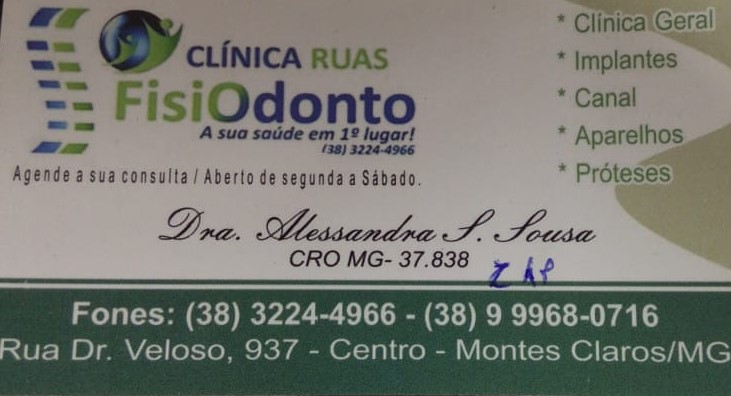 CLÍNICA RUAS
FisiOdonto
A sua saúde em 1º lugar!
(38) 3224-4966
Agende a sua consulta / Aberto de segunda a Sábado.
* Clínica Geral
* Implantes
* Canal
* Aparelhos
* Próteses
Dra. Alessandra S. Sousa
CRO MG- 37.838
ZAP
Fones: (38) 3224-4966 - (38) 9 9968-0716
Rua Dr. Veloso, 937 - Centro - Montes Claros/MG